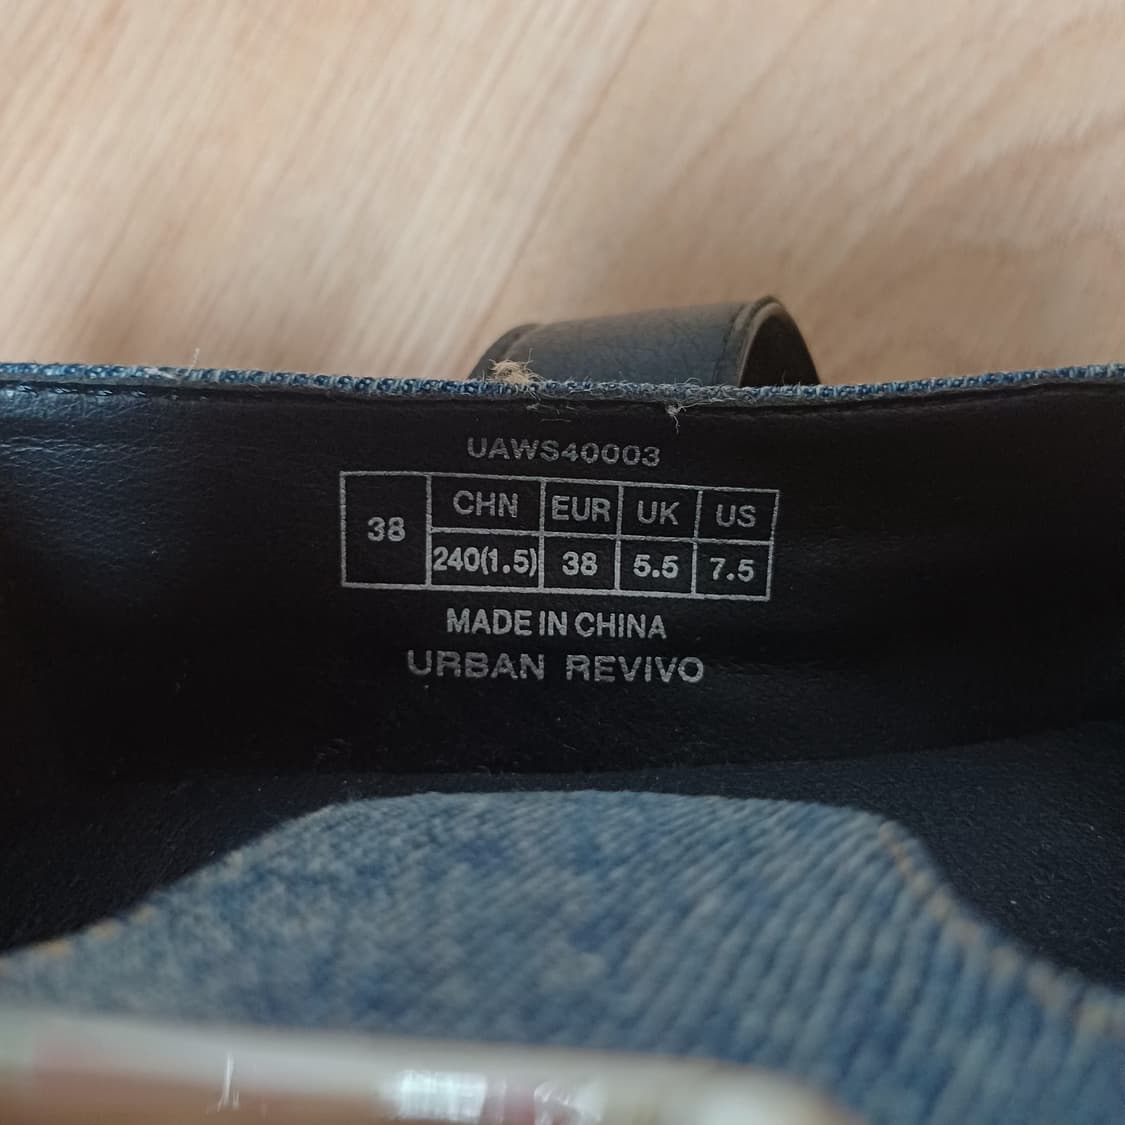 UAWS40003
38 CHN EUR UK US
240(1.5) 38 5.5 7.5
MADE IN CHINA
URBAN REVIVO